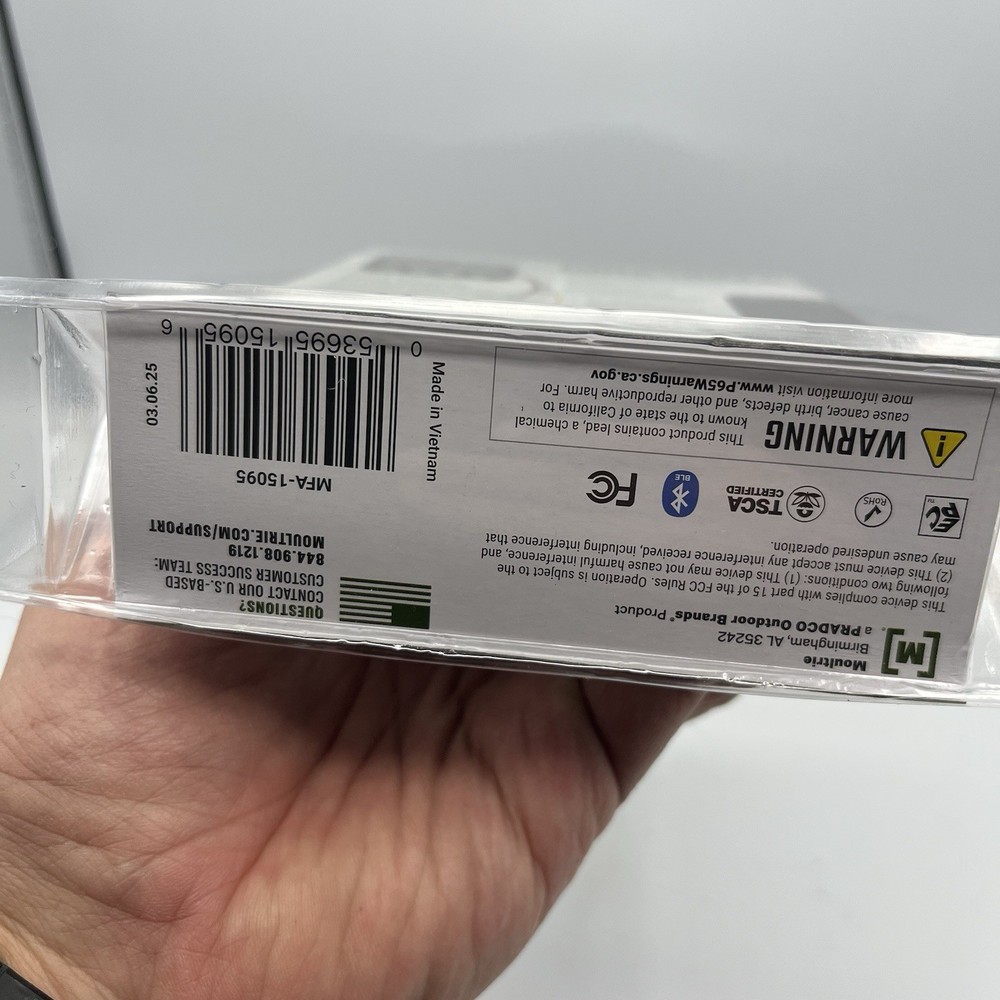 [M]
Moultrie
Birmingham, AL 35242
a PRADCO Outdoor Brands® Product
This device complies with part 15 of the FCC Rules. Operation is subject to the
following two conditions: (1) This device may not cause harmful interference, and
(2) This device must accept any interference received, including interference that
may cause undesired operation.
RoHS
TSCA
CERTIFIED
BLE
FC
WARNING
This product contains lead, a chemical
known to the state of California to
cause cancer, birth defects, and other reproductive harm. For
more information visit www.P65Warnings.ca.gov
QUESTIONS?
CONTACT OUR U.S.-BASED
CUSTOMER SUCCESS TEAM:
844.908.1219
MOULTRIE.COM/SUPPORT
MFA-15095
0 53695 15095 6
Made in Vietnam
03.06.25